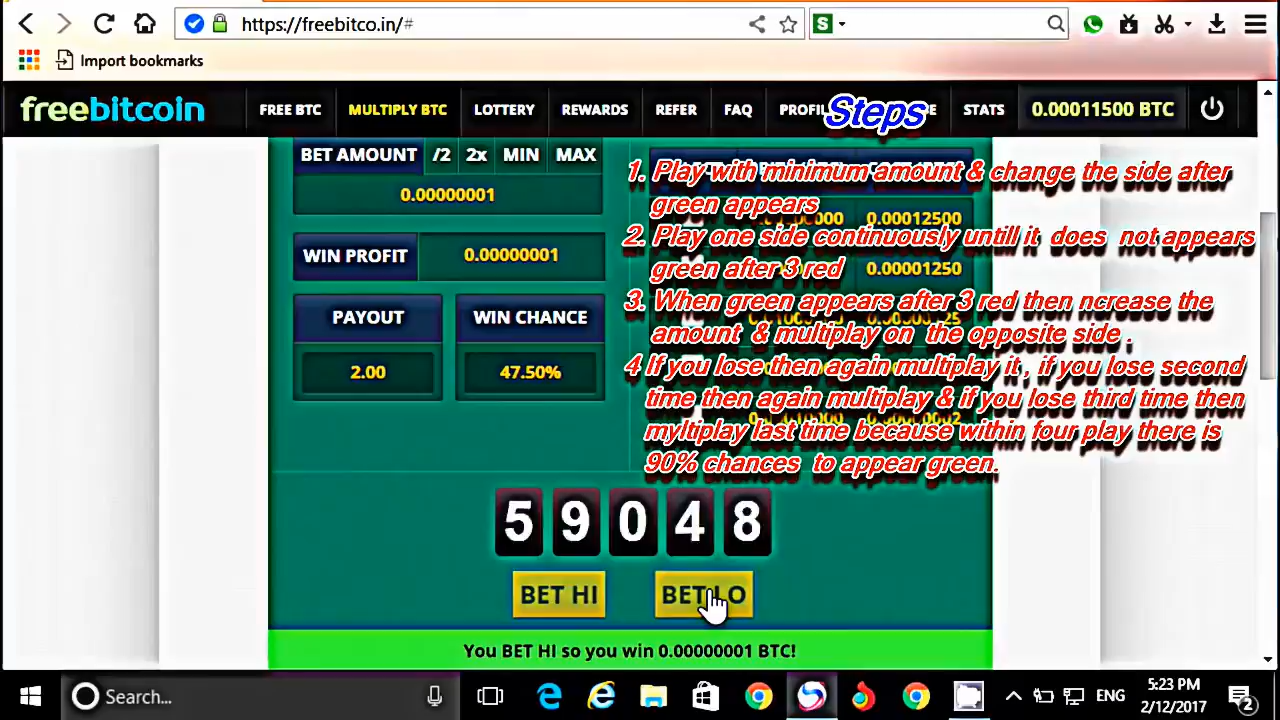 https://freebitco.in/#
S
Import bookmarks
freebitcoin
FREE BTC
MULTIPLY BTC
LOTTERY
REWARDS
REFER
FAQ
STATS
0.00011500 BTC
Steps
BET AMOUNT /2 2x MIN MAX
0.00000001
1. Play with minimum amount & change the side after
green appears
0.00012500
2. Play one side continuously untill it does not appears
green after 3 red
0.00001250
WIN PROFIT
0.00000001
3. When green appears after 3 red then ncrease the
amount & multiplay on the opposite side .
PAYOUT
WIN CHANCE
2.00
47.50%
4 If you lose then again multiplay it , if you lose second
time then again multiplay & if you lose third time then
myltiplay last time because within four play there is
90% chances to appear green.
59048
BET HI
BET LO
You BET HI so you win 0.00000001 BTC!
Search...
ENG
5:23 PM
2/12/2017
2